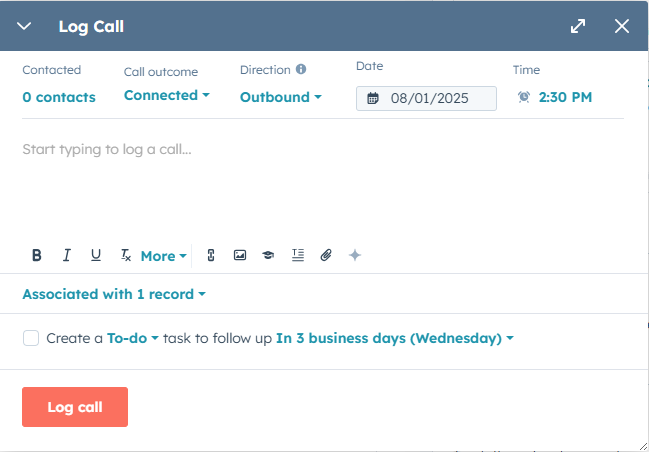 Log Call
Contacted
Call outcome
Direction
Date
Time
0 contacts
Connected
Outbound
08/01/2025
2:30 PM
Start typing to log a call...
B I U Tx More
Associated with 1 record
Create a To-do task to follow up In 3 business days (Wednesday)
Log call